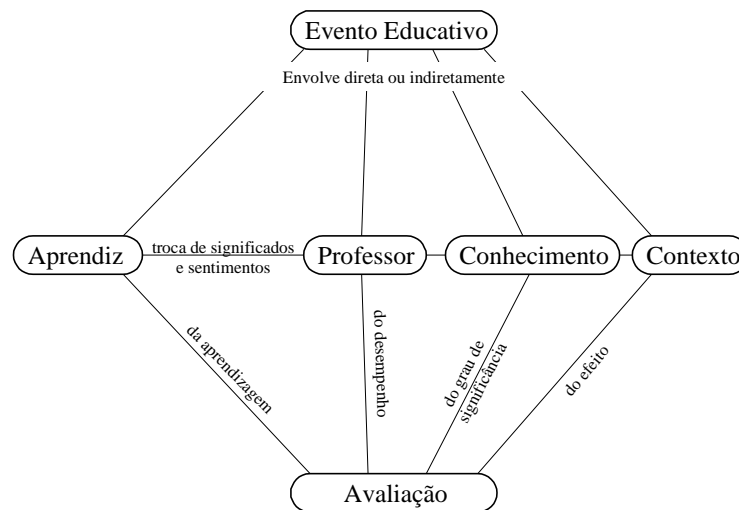 Evento Educativo
Envolve direta ou indiretamente
Aprendiz
troca de significados
e sentimentos
Professor
Conhecimento
Contexto
da aprendizagem
do desempenho
do grau de
significância
do efeito
Avaliação